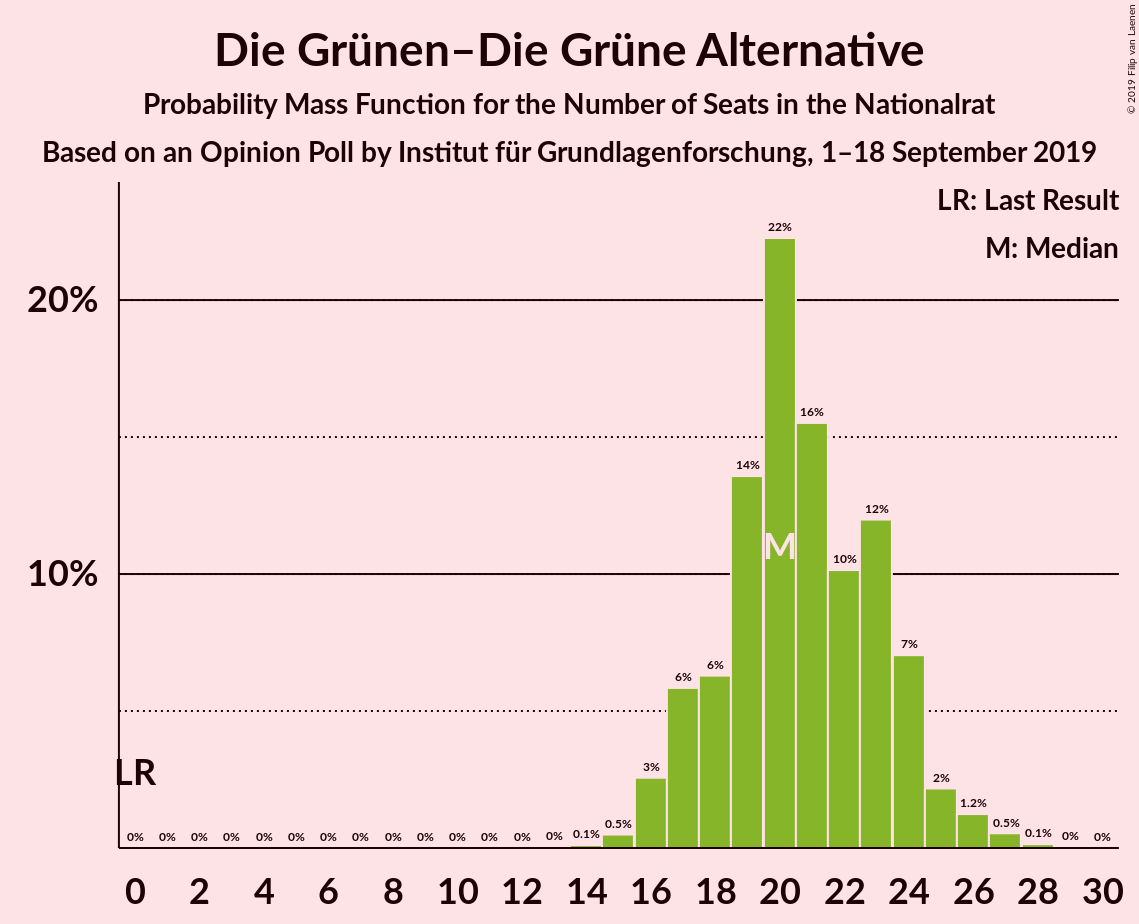 Die Grünen–Die Grüne Alternative
Probability Mass Function for the Number of Seats in the Nationalrat
Based on an Opinion Poll by Institut für Grundlagenforschung, 1–18 September 2019
© 2019 Filip van Laenen
LR: Last Result
M: Median
22%
20%
16%
14%
12%
M
10%
10%
7%
6%
6%
LR
3%
2%
1.2%
0% 0% 0% 0% 0% 0% 0% 0% 0% 0% 0% 0% 0% 0% 0.1% 0.5% 0.5% 0.1% 0% 0%
0 2 4 6 8 10 12 14 16 18 20 22 24 26 28 30